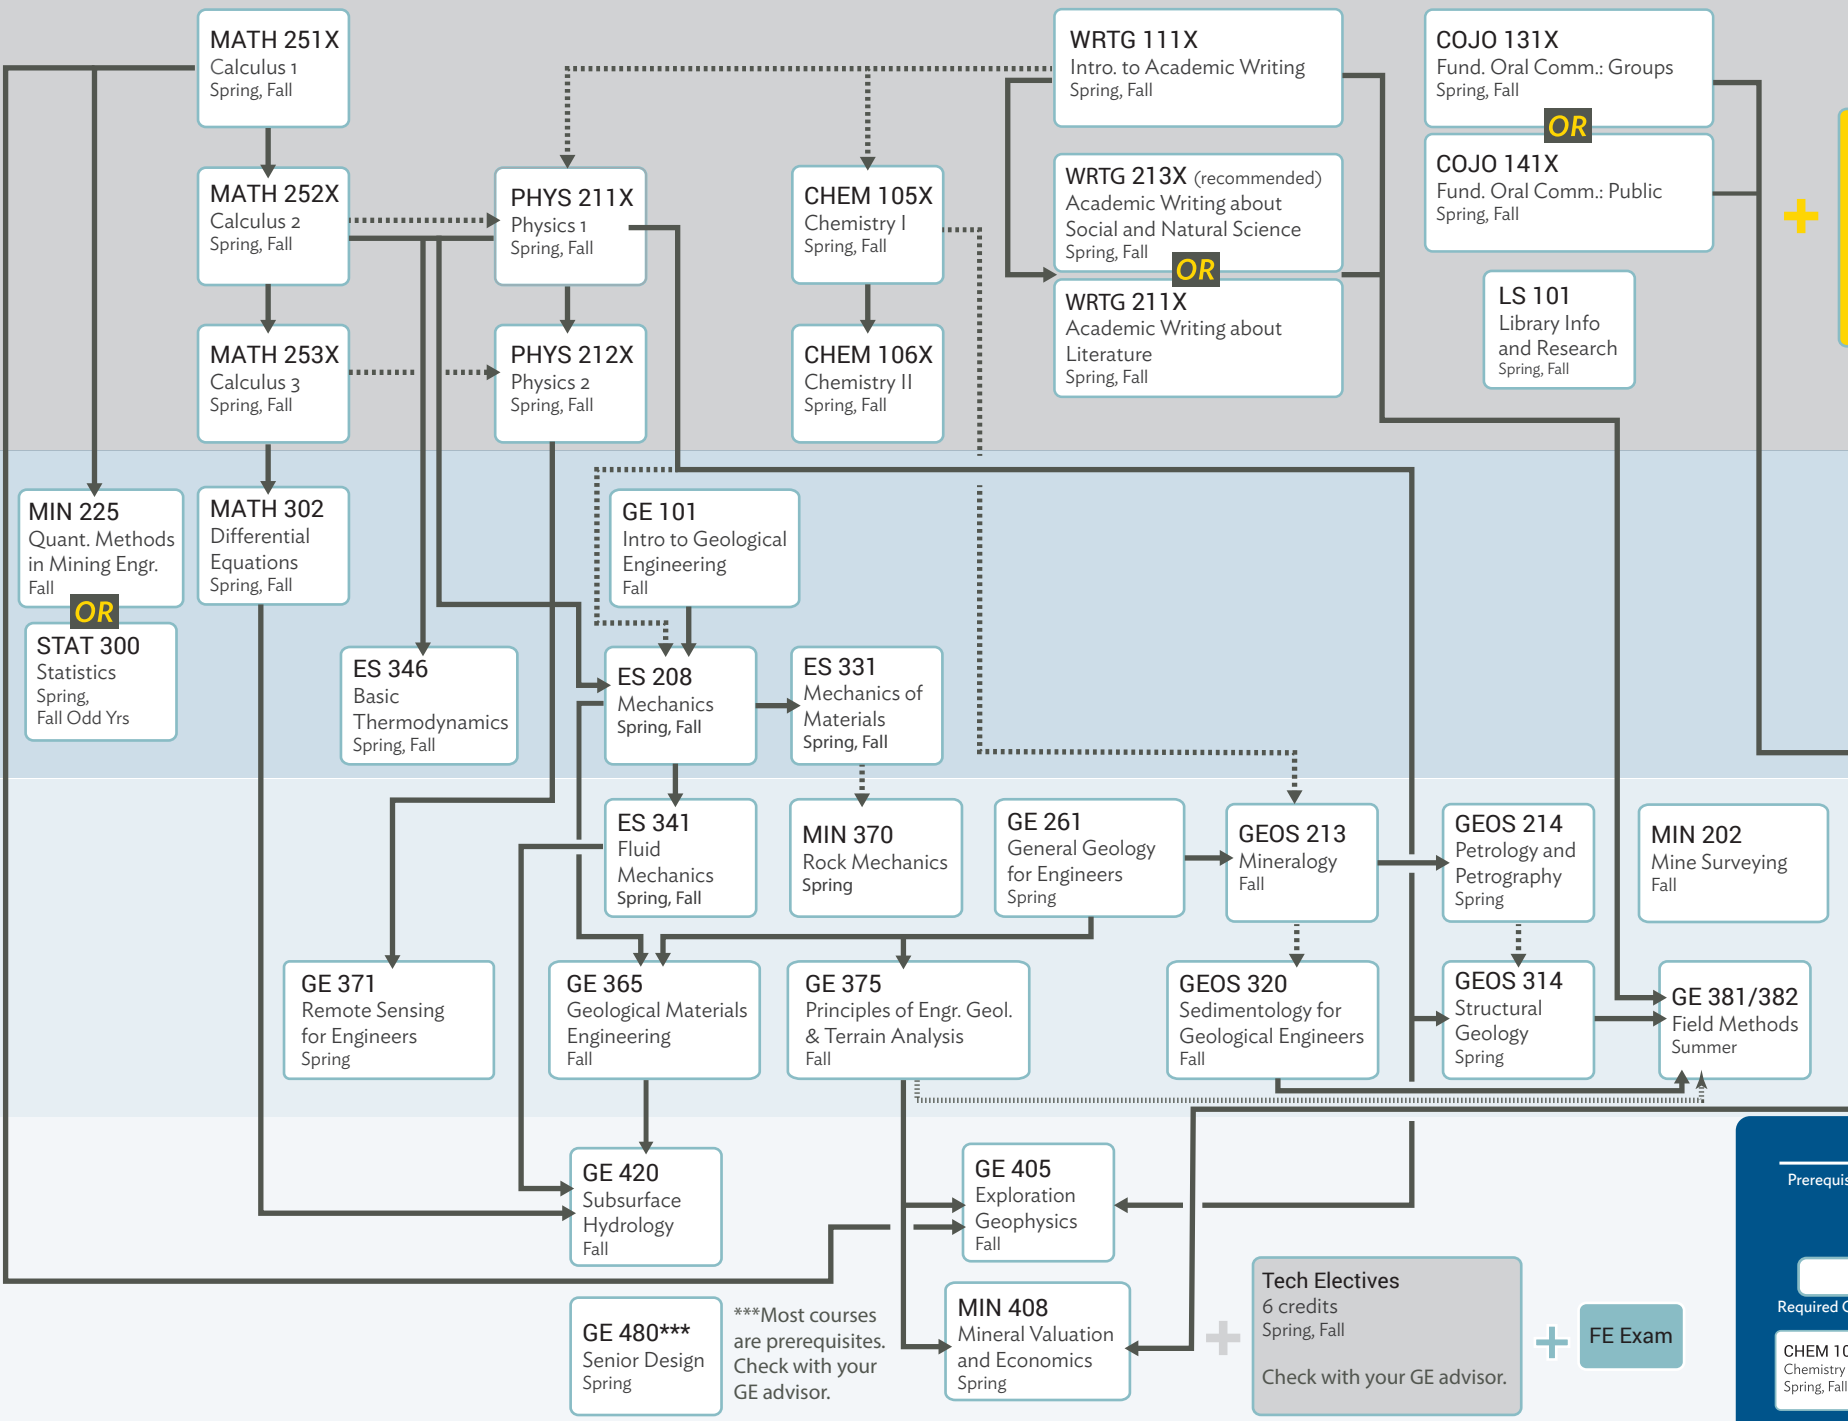 MATH 251X
Calculus 1
Spring, Fall
WRTG 111X
Intro. to Academic Writing
Spring, Fall
COJO 131X
Fund. Oral Comm.: Groups
Spring, Fall
OR
COJO 141X
Fund. Oral Comm.: Public
Spring, Fall
MATH 252X
Calculus 2
Spring, Fall
PHYS 211X
Physics 1
Spring, Fall
CHEM 105X
Chemistry I
Spring, Fall
WRTG 213X (recommended)
Academic Writing about
Social and Natural Science
Spring, Fall
OR
WRTG 211X
Academic Writing about
Literature
Spring, Fall
LS 101
Library Info
and Research
Spring, Fall
MATH 253X
Calculus 3
Spring, Fall
PHYS 212X
Physics 2
Spring, Fall
CHEM 106X
Chemistry II
Spring, Fall
MIN 225
Quant. Methods
in Mining Engr.
Fall
OR
STAT 300
Statistics
Spring,
Fall Odd Yrs
MATH 302
Differential
Equations
Spring, Fall
GE 101
Intro to Geological
Engineering
Fall
ES 346
Basic
Thermodynamics
Spring, Fall
ES 208
Mechanics
Spring, Fall
ES 331
Mechanics of
Materials
Spring, Fall
ES 341
Fluid
Mechanics
Spring, Fall
MIN 370
Rock Mechanics
Spring
GE 261
General Geology
for Engineers
Spring
GEOS 213
Mineralogy
Fall
GEOS 214
Petrology and
Petrography
Spring
MIN 202
Mine Surveying
Fall
GE 371
Remote Sensing
for Engineers
Spring
GE 365
Geological Materials
Engineering
Fall
GE 375
Principles of Engr. Geol.
& Terrain Analysis
Fall
GEOS 320
Sedimentology for
Geological Engineers
Fall
GEOS 314
Structural
Geology
Spring
GE 381/382
Field Methods
Summer
GE 420
Subsurface
Hydrology
Fall
GE 405
Exploration
Geophysics
Fall
GE 480***
Senior Design
Spring
***Most courses
are prerequisites.
Check with your
GE advisor.
MIN 408
Mineral Valuation
and Economics
Spring
Tech Electives
6 credits
Spring, Fall
Check with your GE advisor.
FE Exam
Prerequis
Required
CHEM 10
Chemistry
Spring, Fall